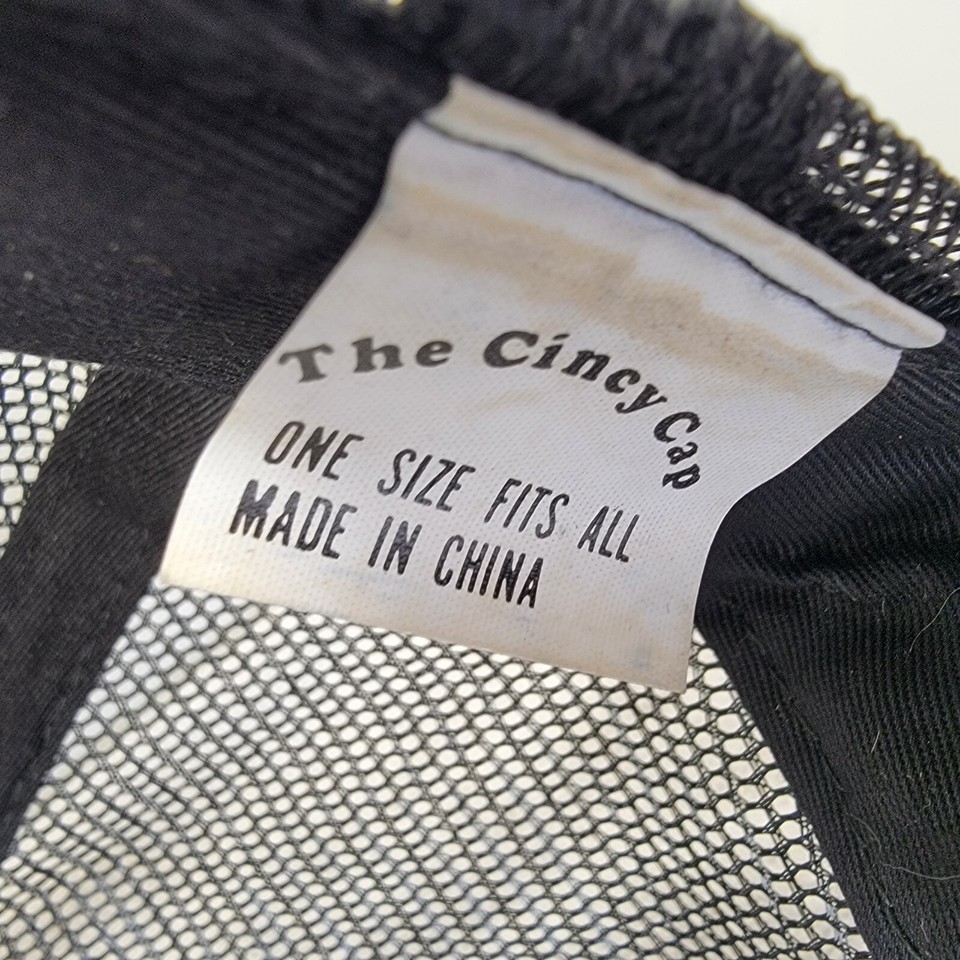 The Cincy Cap
ONE SIZE FITS ALL
MADE IN CHINA